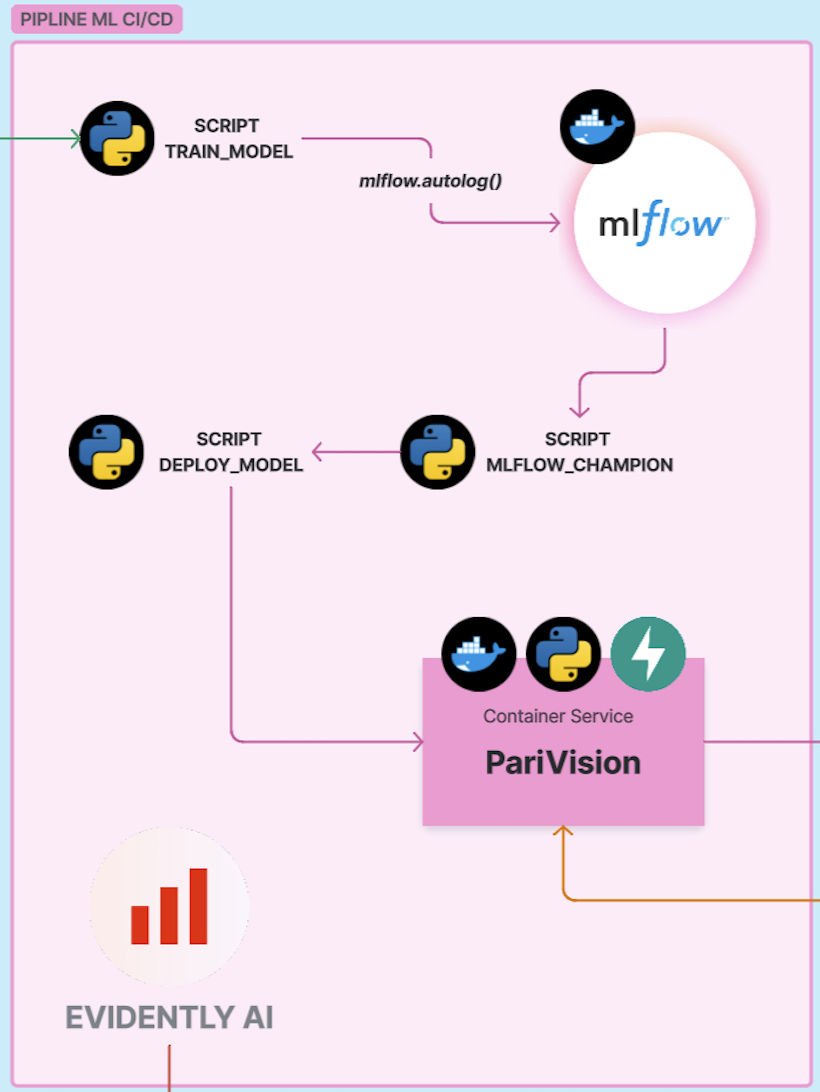 PIPLINE ML CI/CD
SCRIPT
TRAIN_MODEL
mlflow.autolog()
mlflow
SCRIPT
DEPLOY_MODEL
SCRIPT
MLFLOW_CHAMPION
Container Service
PariVision
EVIDENTLY AI